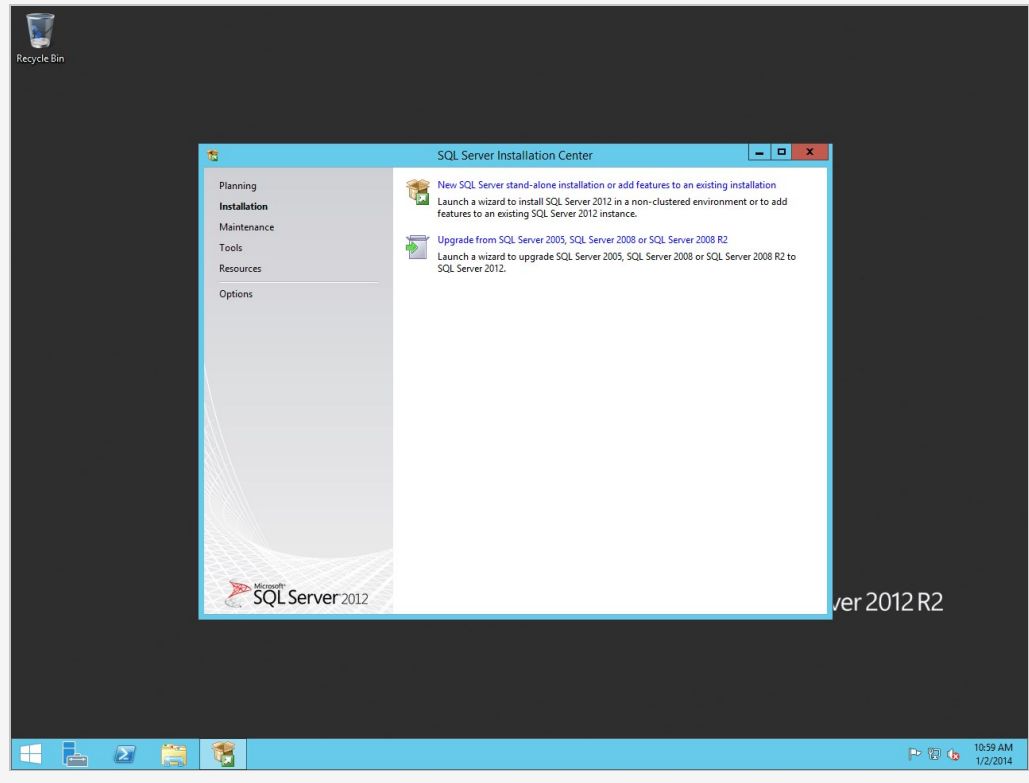 Recycle Bin
SQL Server Installation Center
Planning
Installation
Maintenance
Tools
Resources
Options
New SQL Server stand-alone installation or add features to an existing installation
Launch a wizard to install SQL Server 2012 in a non-clustered environment or to add
features to an existing SQL Server 2012 instance.
Upgrade from SQL Server 2005, SQL Server 2008 or SQL Server 2008 R2
Launch a wizard to upgrade SQL Server 2005, SQL Server 2008 or SQL Server 2008 R2 to
SQL Server 2012.
Microsoft®
SQL Server® 2012
ver 2012 R2
10:59 AM
1/2/2014